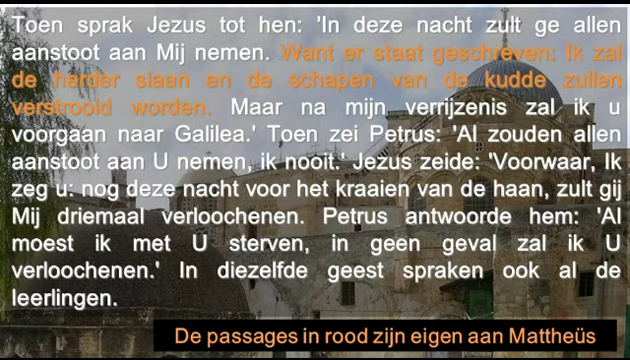 Toen sprak Jezus tot hen: 'In deze nacht zult ge allen
aanstoot aan Mij nemen. Want er staat geschreven: Ik zal
de herder slaan en de schapen van de kudde zullen
verstrooid worden. Maar na mijn verrijzenis zal ik u
voorgaan naar Galilea.' Toen zei Petrus: 'Al zouden allen
aanstoot aan U nemen, ik nooit.' Jezus zeide: 'Voorwaar, Ik
zeg u: nog deze nacht voor het kraaien van de haan, zult gij
Mij driemaal verloochenen. Petrus antwoorde hem: 'Al
moest ik met U sterven, in geen geval zal ik U
verloochenen.' In diezelfde geest spraken ook al de
leerlingen.
De passages in rood zijn eigen aan Mattheüs